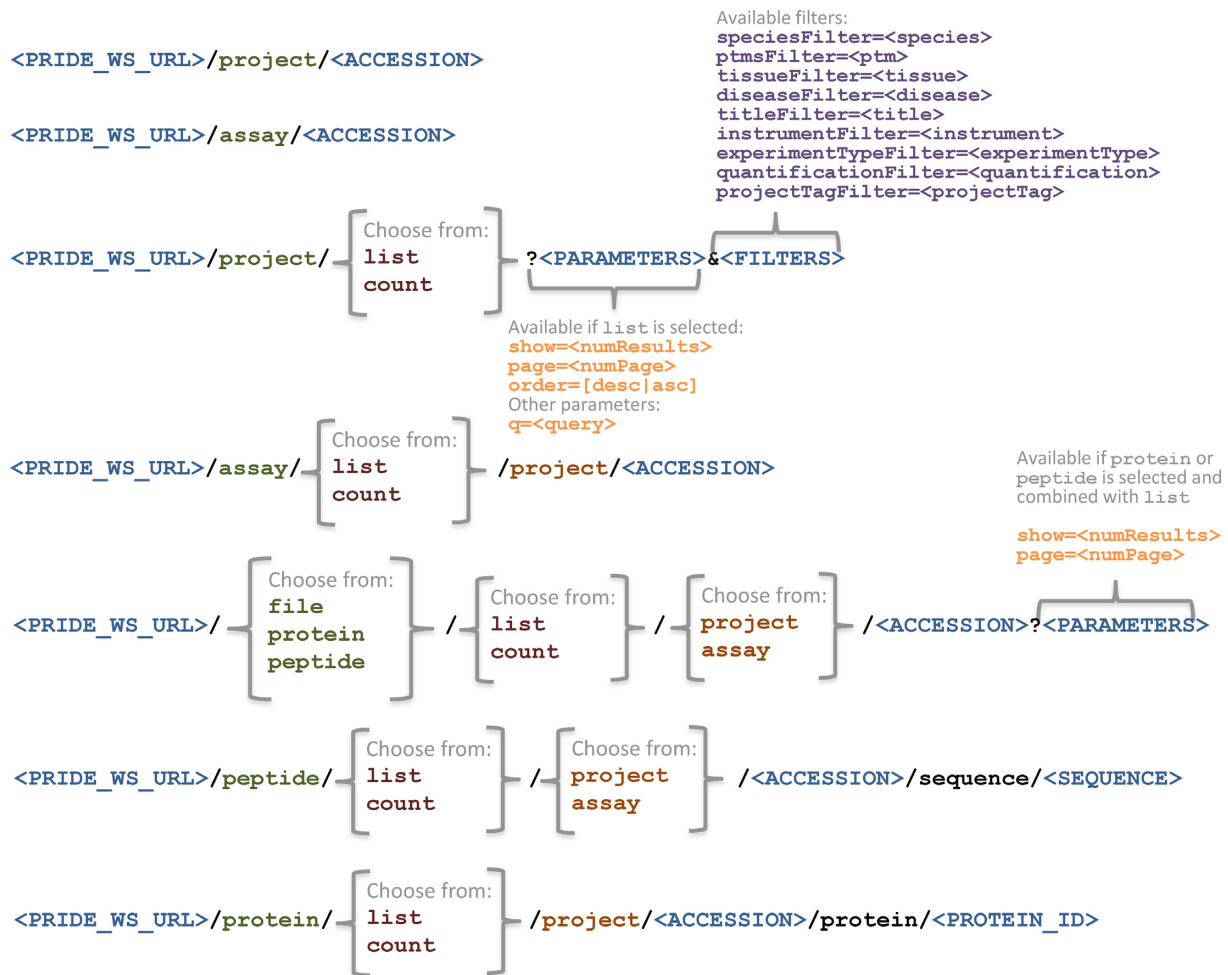 Available filters:
speciesFilter=<species>
ptmsFilter=<ptm>
tissueFilter=<tissue>
diseaseFilter=<disease>
titleFilter=<title>
instrumentFilter=<instrument>
experimentTypeFilter=<experimentType>
quantificationFilter=<quantification>
projectTagFilter=<projectTag>
<PRIDE_WS_URL>/project/<ACCESSION>
<PRIDE_WS_URL>/assay/<ACCESSION>
<PRIDE_WS_URL>/project/
Choose from:
list
count
?<PARAMETERS>&<FILTERS>
Available if list is selected:
show=<numResults>
page=<numPage>
order=[desc|asc]
Other parameters:
q=<query>
<PRIDE_WS_URL>/assay/
Choose from:
list
count
/project/<ACCESSION>
Available if protein or
peptide is selected and
combined with list
show=<numResults>
page=<numPage>
<PRIDE_WS_URL>/
Choose from:
file
protein
peptide
/
Choose from:
list
count
/
Choose from:
project
assay
/<ACCESSION>?<PARAMETERS>
<PRIDE_WS_URL>/peptide/
Choose from:
list
count
/
Choose from:
project
assay
/<ACCESSION>/sequence/<SEQUENCE>
<PRIDE_WS_URL>/protein/
Choose from:
list
count
/project/<ACCESSION>/protein/<PROTEIN_ID>